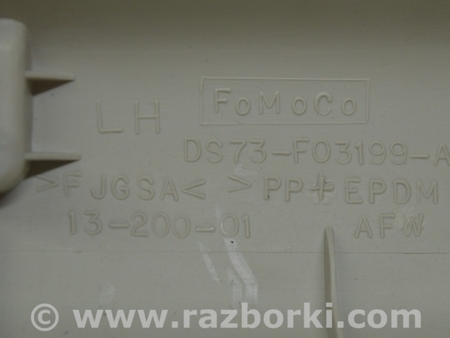 FoMoCo
LH
DS73-F03199-A
>FJGSA< >PP+EPDM
13-200-01 AFW
© www.razborki.com